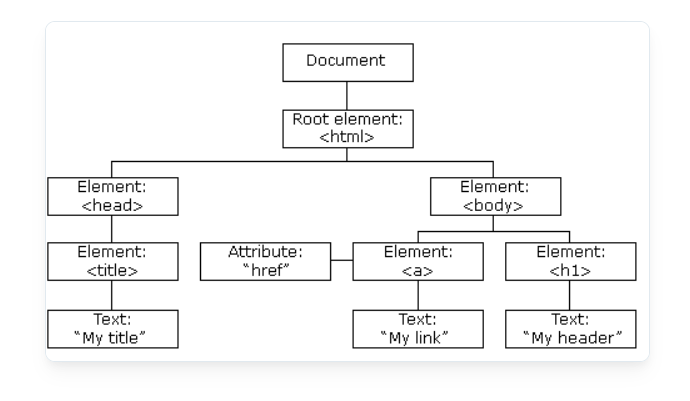 Document
Root element:
<html>
Element:
<head>
Element:
<body>
Element:
<title>
Attribute:
"href"
Element:
<a>
Element:
<h1>
Text:
"My title"
Text:
"My link"
Text:
"My header"